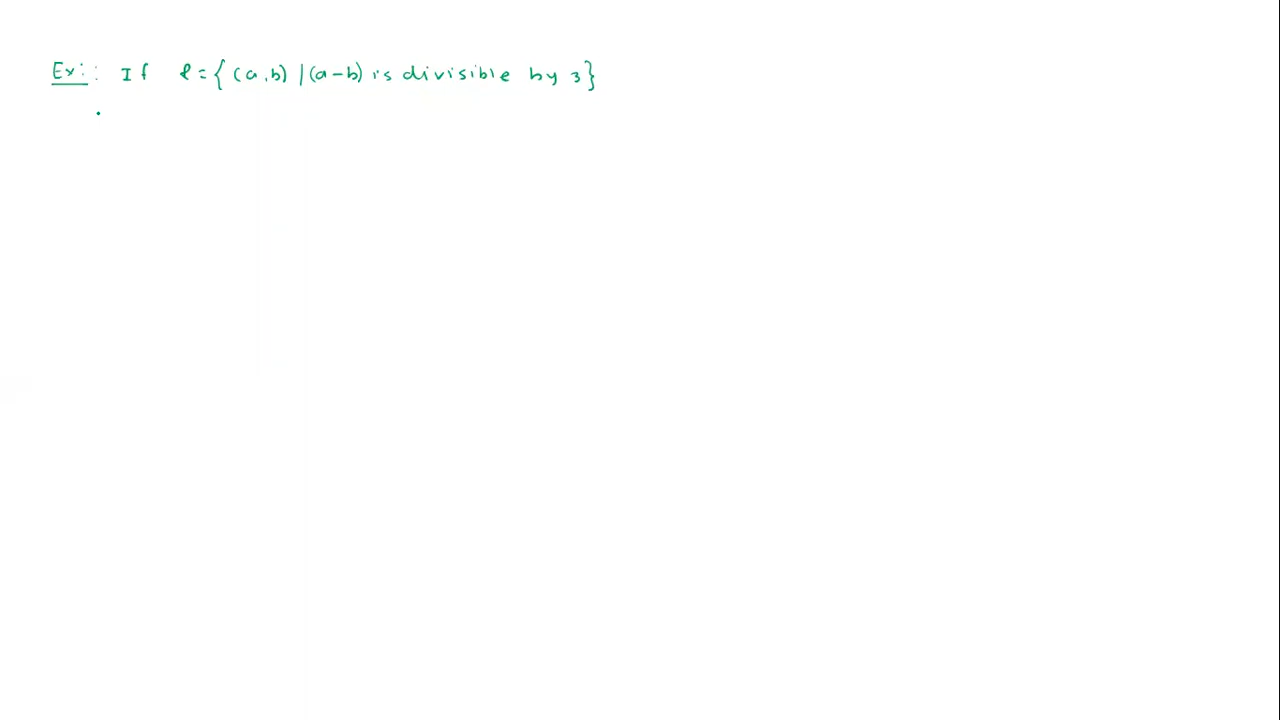 Ex: : If R = { (a,b) | (a-b) is divisible by 3}